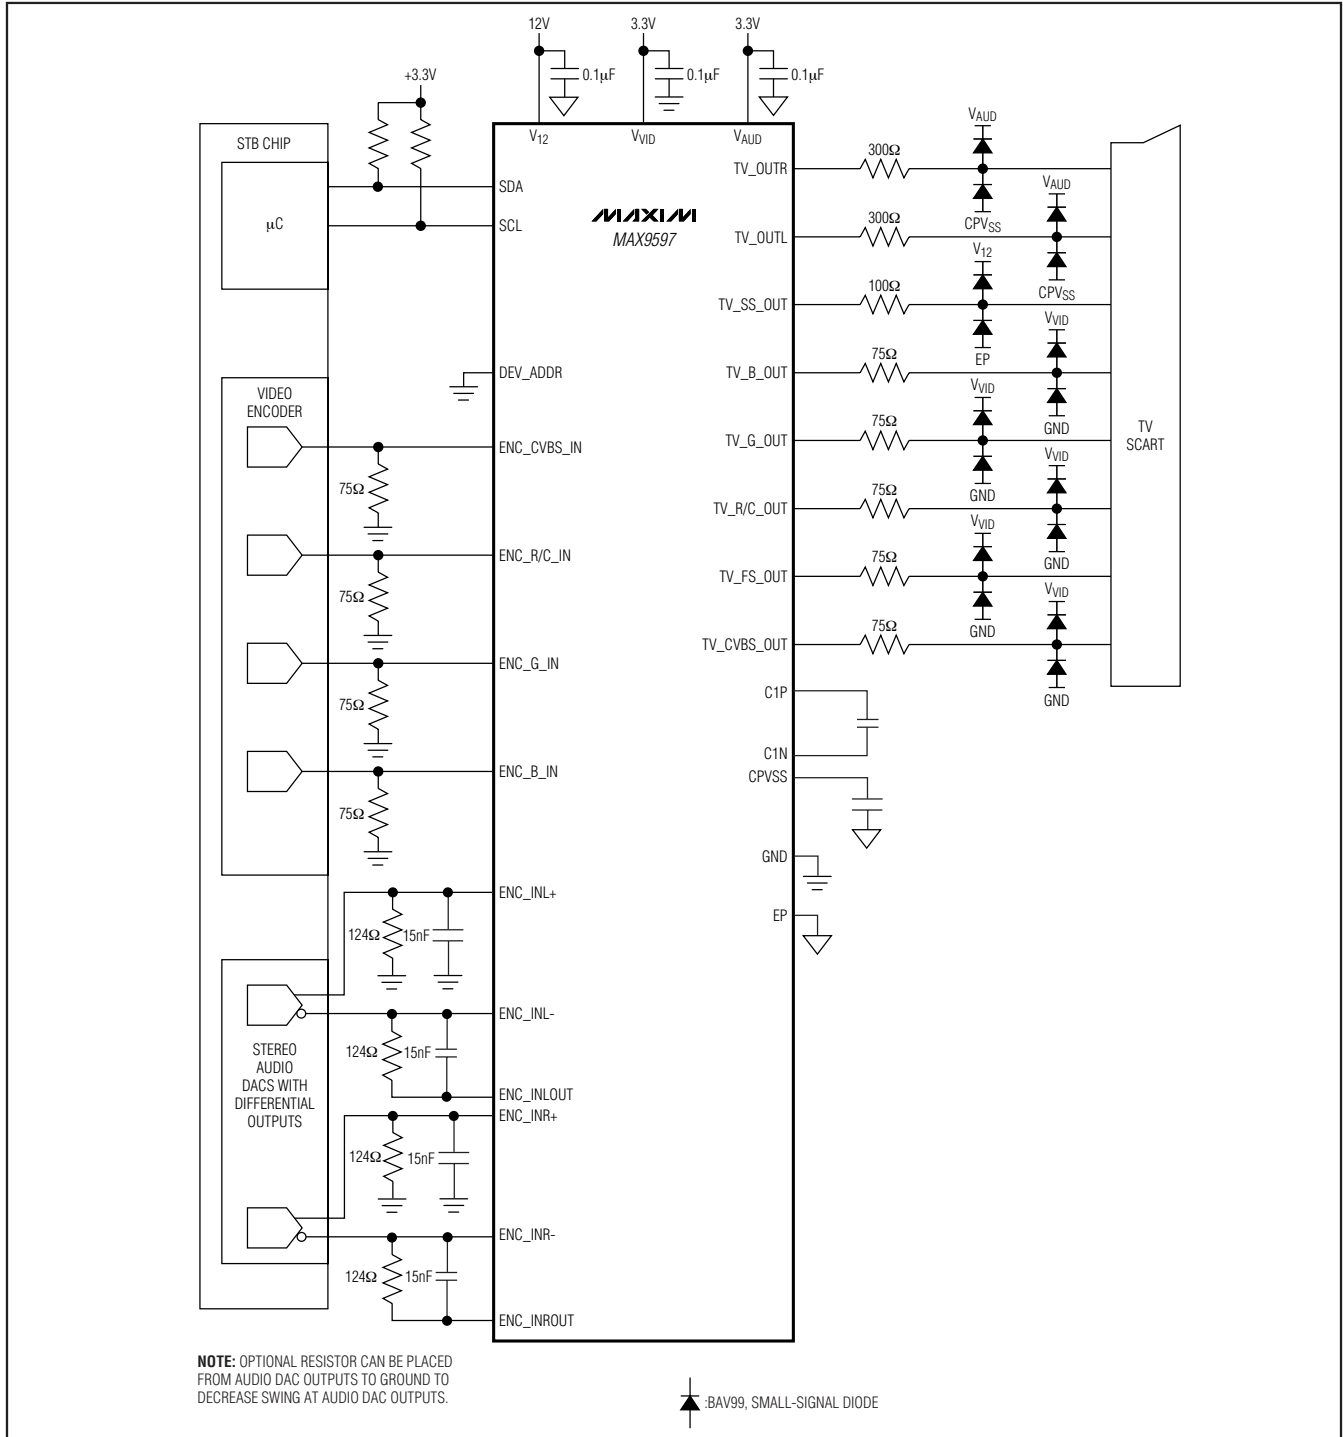 12V
3.3V
3.3V
0.1µF
0.1µF
0.1µF
+3.3V
STB CHIP
µC
V12
VVID
VAUD
SDA
SCL
MAXIM
MAX9597
DEV_ADDR
VIDEO
ENCODER
ENC_CVBS_IN
75Ω
ENC_R/C_IN
75Ω
ENC_G_IN
75Ω
ENC_B_IN
75Ω
ENC_INL+
124Ω
15nF
ENC_INL-
124Ω
15nF
STEREO
AUDIO
DACS WITH
DIFFERENTIAL
OUTPUTS
ENC_INLOUT
ENC_INR+
124Ω
15nF
ENC_INR-
124Ω
15nF
ENC_INROUT
TV_OUTR
300Ω
VAUD
CPVSS
TV_OUTL
300Ω
VAUD
CPVSS
TV_SS_OUT
100Ω
V12
EP
TV_B_OUT
75Ω
VVID
GND
TV_G_OUT
75Ω
VVID
GND
TV_R/C_OUT
75Ω
VVID
GND
TV_FS_OUT
75Ω
VVID
GND
TV_CVBS_OUT
75Ω
VVID
GND
TV
SCART
C1P
C1N
CPVSS
GND
EP
NOTE: OPTIONAL RESISTOR CAN BE PLACED
FROM AUDIO DAC OUTPUTS TO GROUND TO
DECREASE SWING AT AUDIO DAC OUTPUTS.
:BAV99, SMALL-SIGNAL DIODE